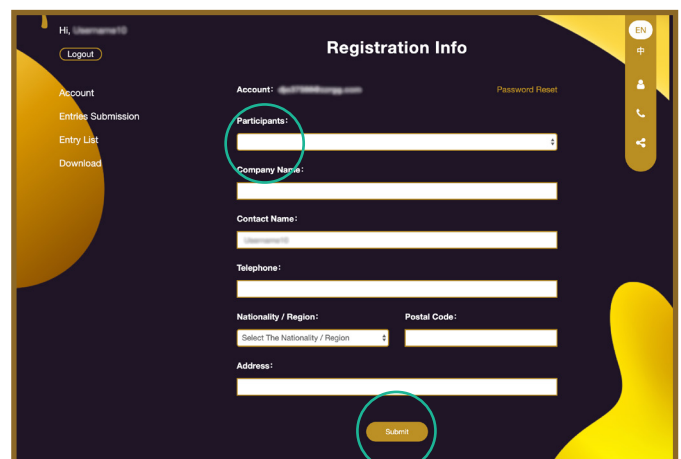 Hi,
Logout
Account
Entries Submission
Entry List
Download
Registration Info
Account：
Password Reset
Participants：
Company Name：
Contact Name：
Telephone：
Nationality / Region：
Postal Code：
Select The Nationality / Region
Address：
Submit
EN
中